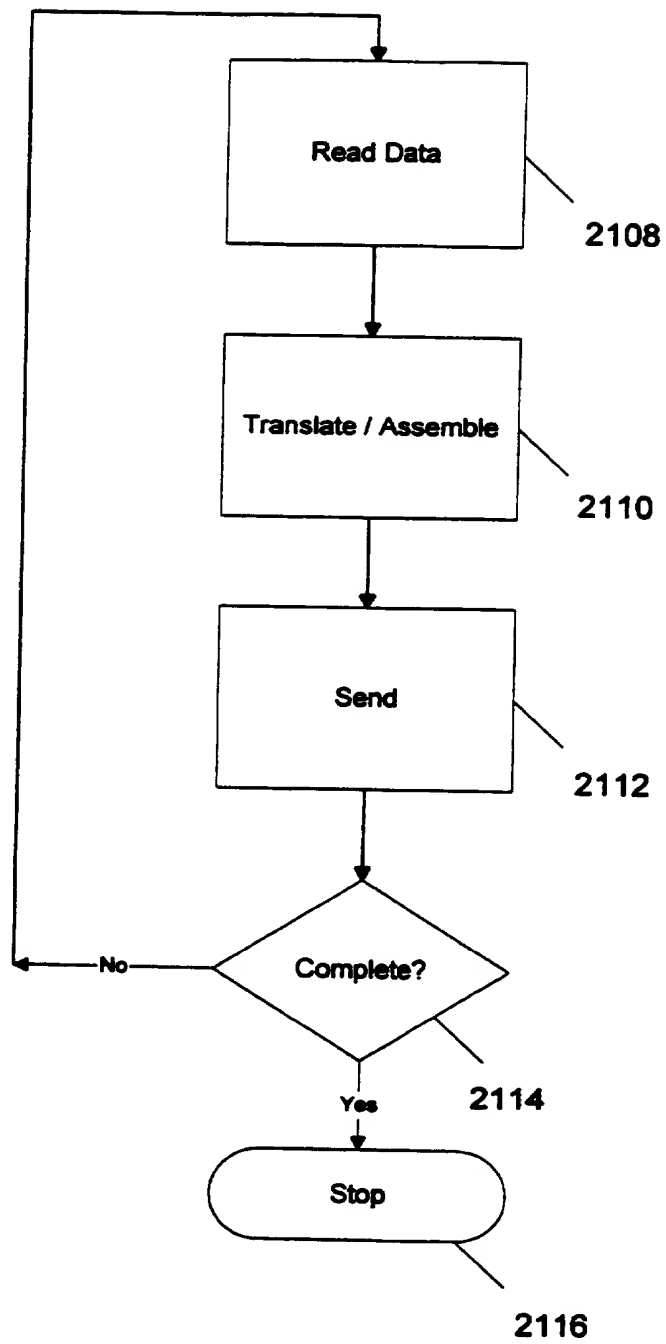 Read Data
2108
Translate / Assemble
2110
Send
2112
Complete?
No
2114
Yes
Stop
2116